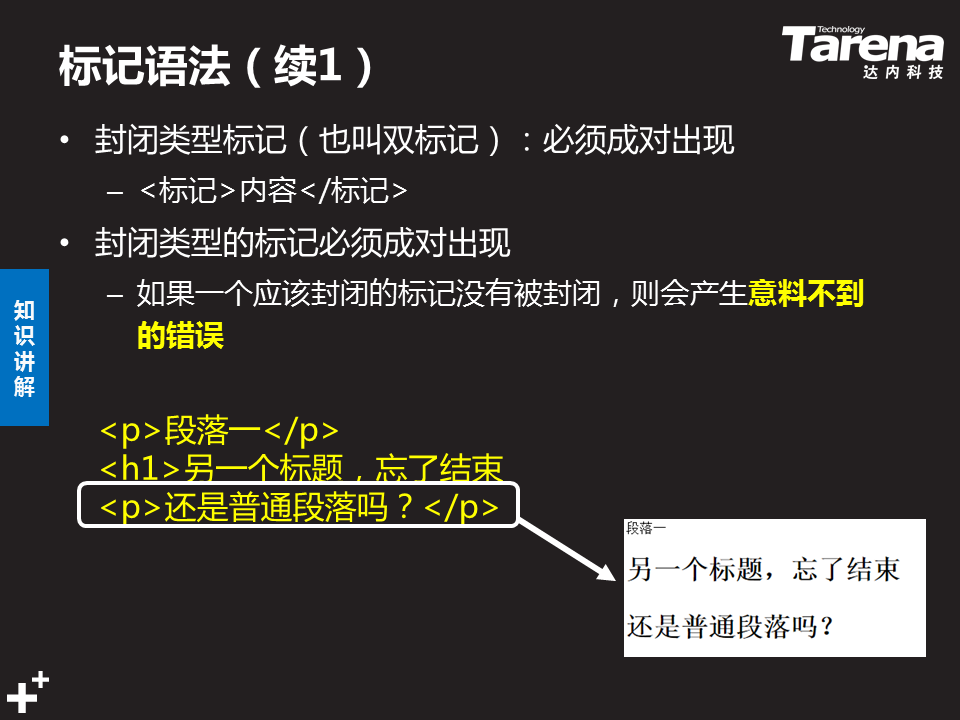 标记语法（续1）
Technology
Tarena
达内科技
• 封闭类型标记（也叫双标记）：必须成对出现
– <标记>内容</标记>
• 封闭类型的标记必须成对出现
– 如果一个应该封闭的标记没有被封闭，则会产生意料不到
的错误
知
识
讲
解
<p>段落一</p>
<h1>另一个标题，忘了结束
<p>还是普通段落吗？</p>
段落一
另一个标题，忘了结束
还是普通段落吗？